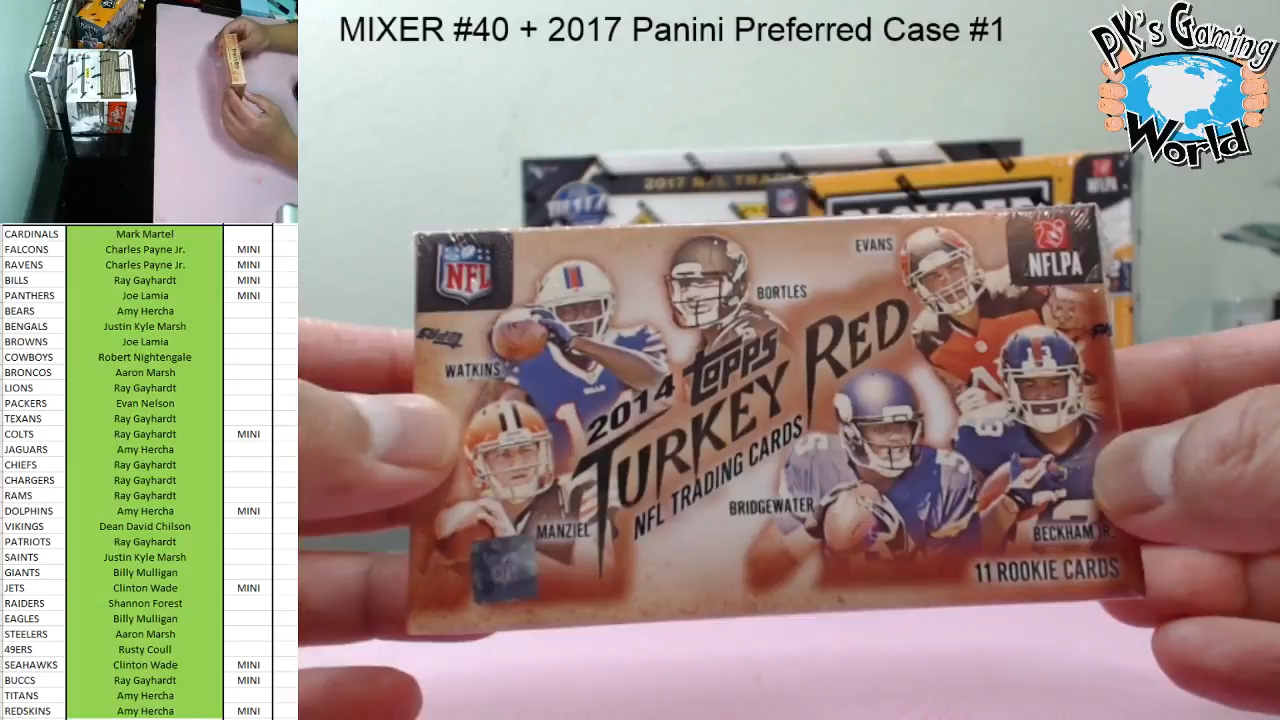 MIXER #40 + 2017 Panini Preferred Case #1
PK's Gaming
World
CARDINALS Mark Martel
FALCONS Charles Payne Jr. MINI
RAVENS Charles Payne Jr. MINI
BILLS Ray Gayhardt MINI
PANTHERS Joe Lamia MINI
BEARS Amy Hercha
BENGALS Justin Kyle Marsh
BROWNS Joe Lamia
COWBOYS Robert Nightengale
BRONCOS Aaron Marsh
LIONS Ray Gayhardt
PACKERS Evan Nelson
TEXANS Ray Gayhardt
COLTS Ray Gayhardt MINI
JAGUARS Amy Hercha
CHIEFS Ray Gayhardt
CHARGERS Ray Gayhardt
RAMS Ray Gayhardt
DOLPHINS Amy Hercha MINI
VIKINGS Dean David Chilson
PATRIOTS Ray Gayhardt
SAINTS Justin Kyle Marsh
GIANTS Billy Mulligan
JETS Clinton Wade MINI
RAIDERS Shannon Forest
EAGLES Billy Mulligan
STEELERS Aaron Marsh
49ERS Rusty Coull
SEAHAWKS Clinton Wade MINI
BUCCS Ray Gayhardt MINI
TITANS Amy Hercha
REDSKINS Amy Hercha MINI
2017 NFL
NFLPA
NFL
EVANS
NFLPA
BORTLES
WATKINS
2014 TOPPS
TURKEY RED
NFL TRADING CARDS
MANZIEL
BRIDGEWATER
BECKHAM JR.
11 ROOKIE CARDS